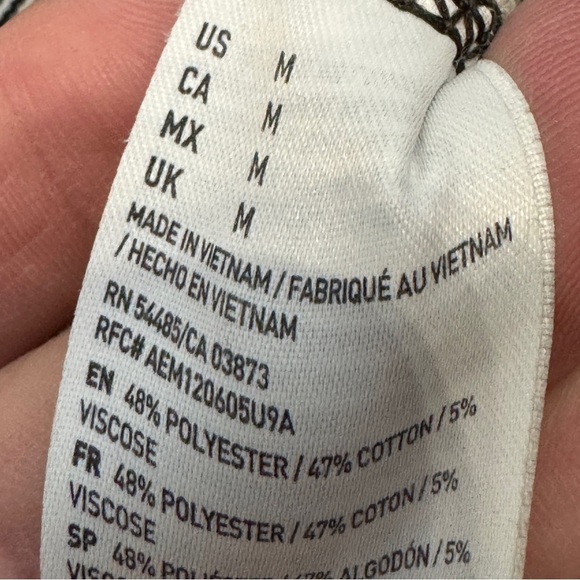 US M
CA M
MX M
UK M
MADE IN VIETNAM / FABRIQUÉ AU VIETNAM
/ HECHO EN VIETNAM
RN 54485/CA 03873
RFC# AEM120605U9A
EN 48% POLYESTER / 47% COTTON / 5%
VISCOSE
FR 48% POLYESTER / 47% COTON / 5%
VISCOSE
SP 48% 47% ALGODÓN / 5%